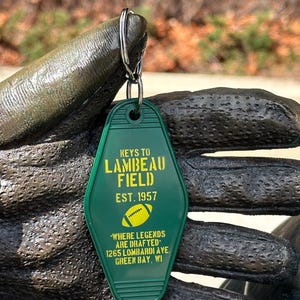 KEYS TO
LAMBEAU
FIELD
EST. 1957
"WHERE LEGENDS
ARE DRAFTED"
1265 LOMBARDI AVE.
GREEN BAY, WI